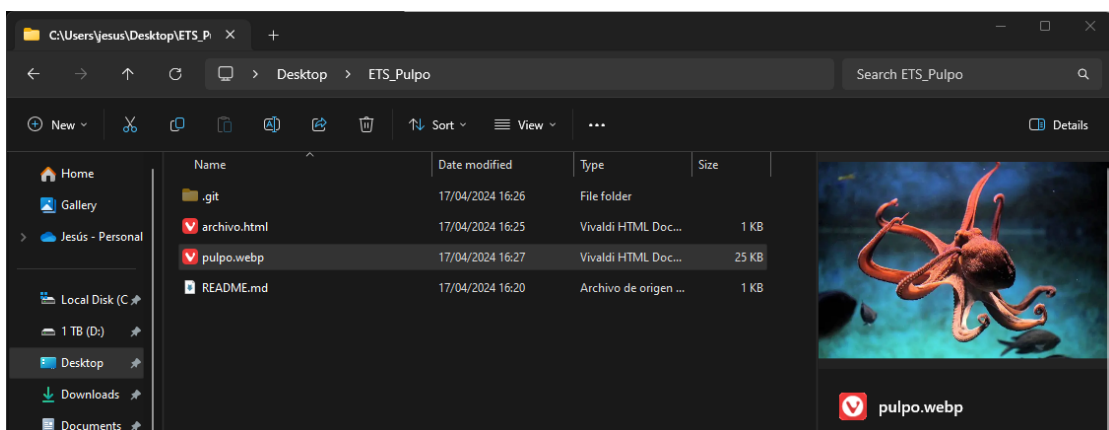 C:\Users\jesus\Desktop\ETS_P
Desktop > ETS_Pulpo
Search ETS_Pulpo
New
Sort
View
Details
Name Date modified Type Size
.git 17/04/2024 16:26 File folder
archivo.html 17/04/2024 16:25 Vivaldi HTML Doc... 1 KB
pulpo.webp 17/04/2024 16:27 Vivaldi HTML Doc... 25 KB
README.md 17/04/2024 16:20 Archivo de origen ... 1 KB
Home
Gallery
Jesús - Personal
Local Disk (C
1 TB (D:)
Desktop
Downloads
Documents
pulpo.webp